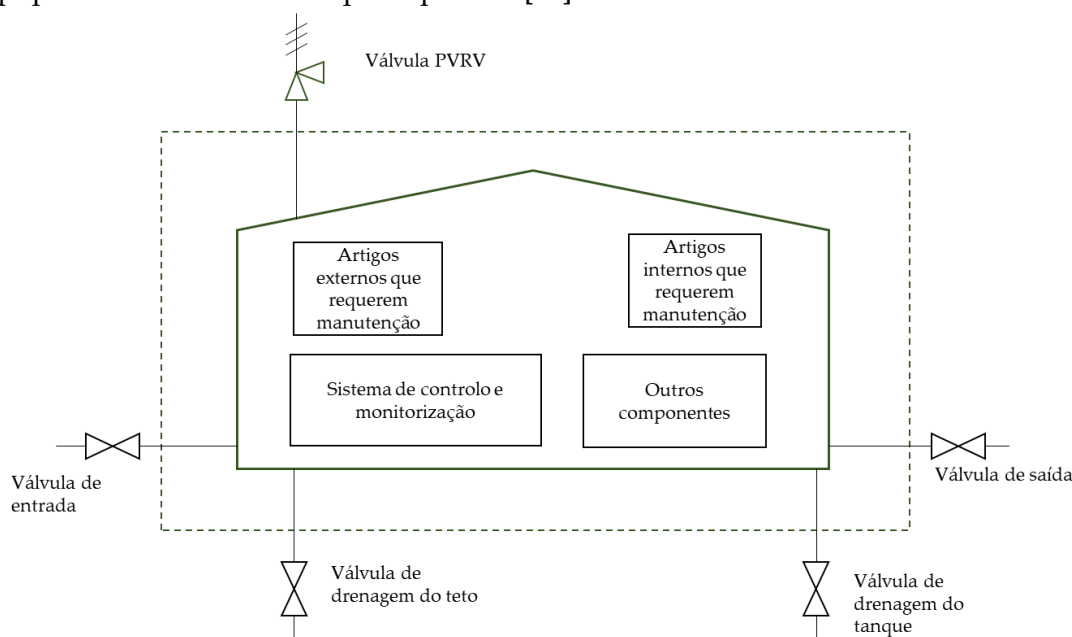 Válvula PVRV
Artigos
externos que
requerem
manutenção
Artigos
internos que
requerem
manutenção
Sistema de controlo e
monitorização
Outros
componentes
Válvula de
entrada
Válvula de saída
Válvula de
drenagem do teto
Válvula de
drenagem do
tanque